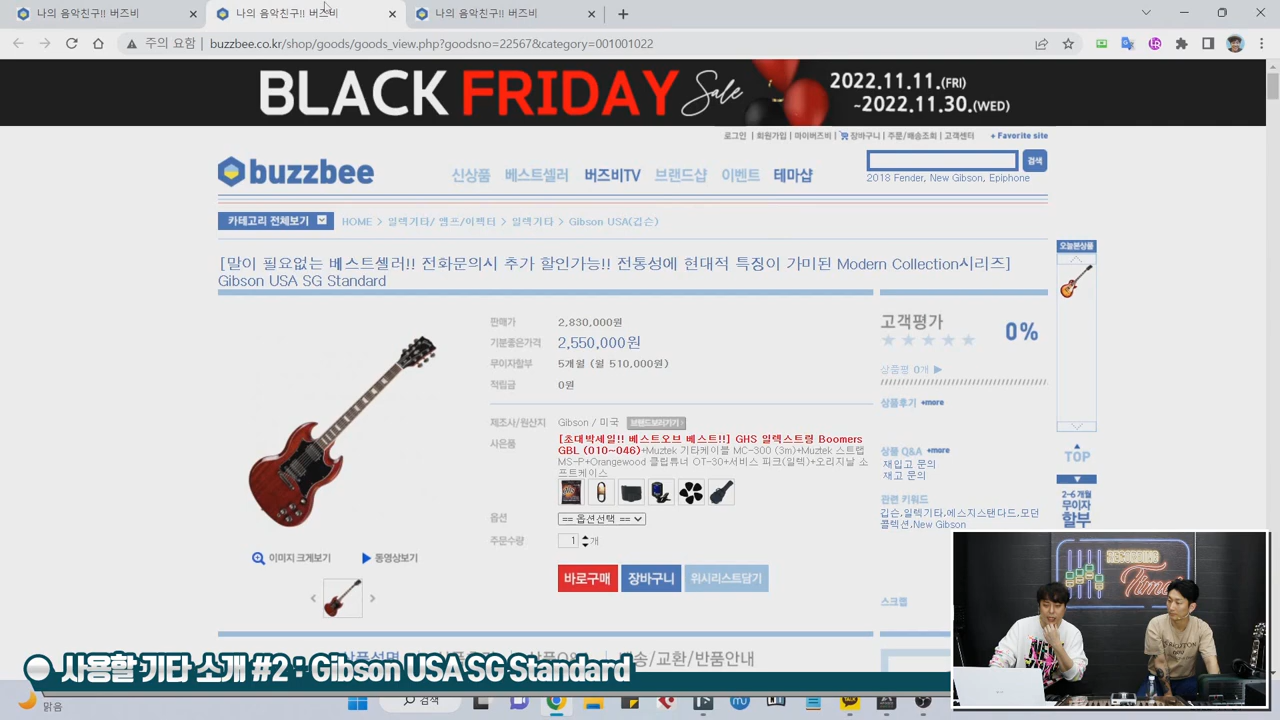 나의 음악친구!! 버즈비
나의 음악친구!! 버즈비
나의 음악친구!! 버즈비
주의 요함 | buzzbee.co.kr/shop/goods/goods_view.php?goodsno=22567&category=001001022
BLACK FRIDAY Sale
2022.11.11.(FRI)
~2022.11.30.(WED)
로그인 | 회원가입 | 마이버즈비 | 장바구니 | 주문/배송조회 | 고객센터 + Favorite site
buzzbee
신상품 베스트셀러 버즈비TV 브랜드샵 이벤트 테마샵
검색
2018 Fender, New Gibson, Epiphone
카테고리 전체보기
HOME > 일렉기타/ 앰프/이펙터 > 일렉기타 > Gibson USA(깁슨)
오늘본상품
[말이 필요없는 베스트셀러!! 전화문의시 추가 할인가능!! 전통성에 현대적 특징이 가미된 Modern Collection시리즈]
Gibson USA SG Standard
판매가 2,830,000원
기분좋은가격 2,550,000원
무이자할부 5개월 (월 510,000원)
적립금 0원
고객평가 0%
상품평 0개 ▶
상품후기 +more
제조사/원산지 Gibson / 미국 브랜드보러가기
사은품 [초대박세일!! 베스트오브 베스트!!] GHS 일렉스트링 Boomers
GBL (010~046)+Muztek 기타케이블 MC-300 (3m)+Muztek 스트랩
MS-P+Orangewood 클립튜너 OT-30+서비스 피크(일렉)+오리지날 소
프트케이스
상품 Q&A +more
재입고 문의
재고 문의
관련 키워드
깁슨,일렉기타,에스지스탠다드,모던
콜렉션,New Gibson
TOP
2~6 개월
무이자
할부
옵션 == 옵션선택 ==
주문수량 1 개
이미지 크게보기 동영상보기
바로구매 장바구니 위시리스트담기
스크랩
상품설명
배송/교환/반품안내
RECORDING
Time
사용할 기타 소개 #2 : Gibson USA SG Standard
맑음
검색